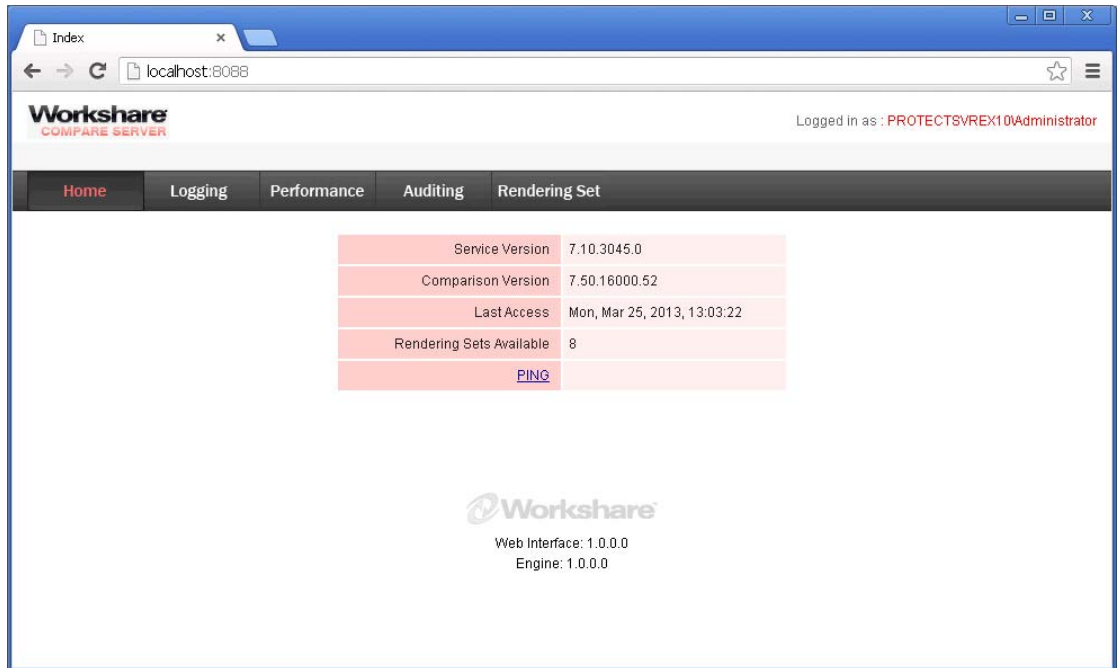 Index
localhost:8088
Workshare
COMPARE SERVER
Logged in as : PROTECTSVREX10\Administrator
Home Logging Performance Auditing Rendering Set
Service Version 7.10.3045.0
Comparison Version 7.50.16000.52
Last Access Mon, Mar 25, 2013, 13:03:22
Rendering Sets Available 8
PING
Workshare
Web Interface: 1.0.0.0
Engine: 1.0.0.0